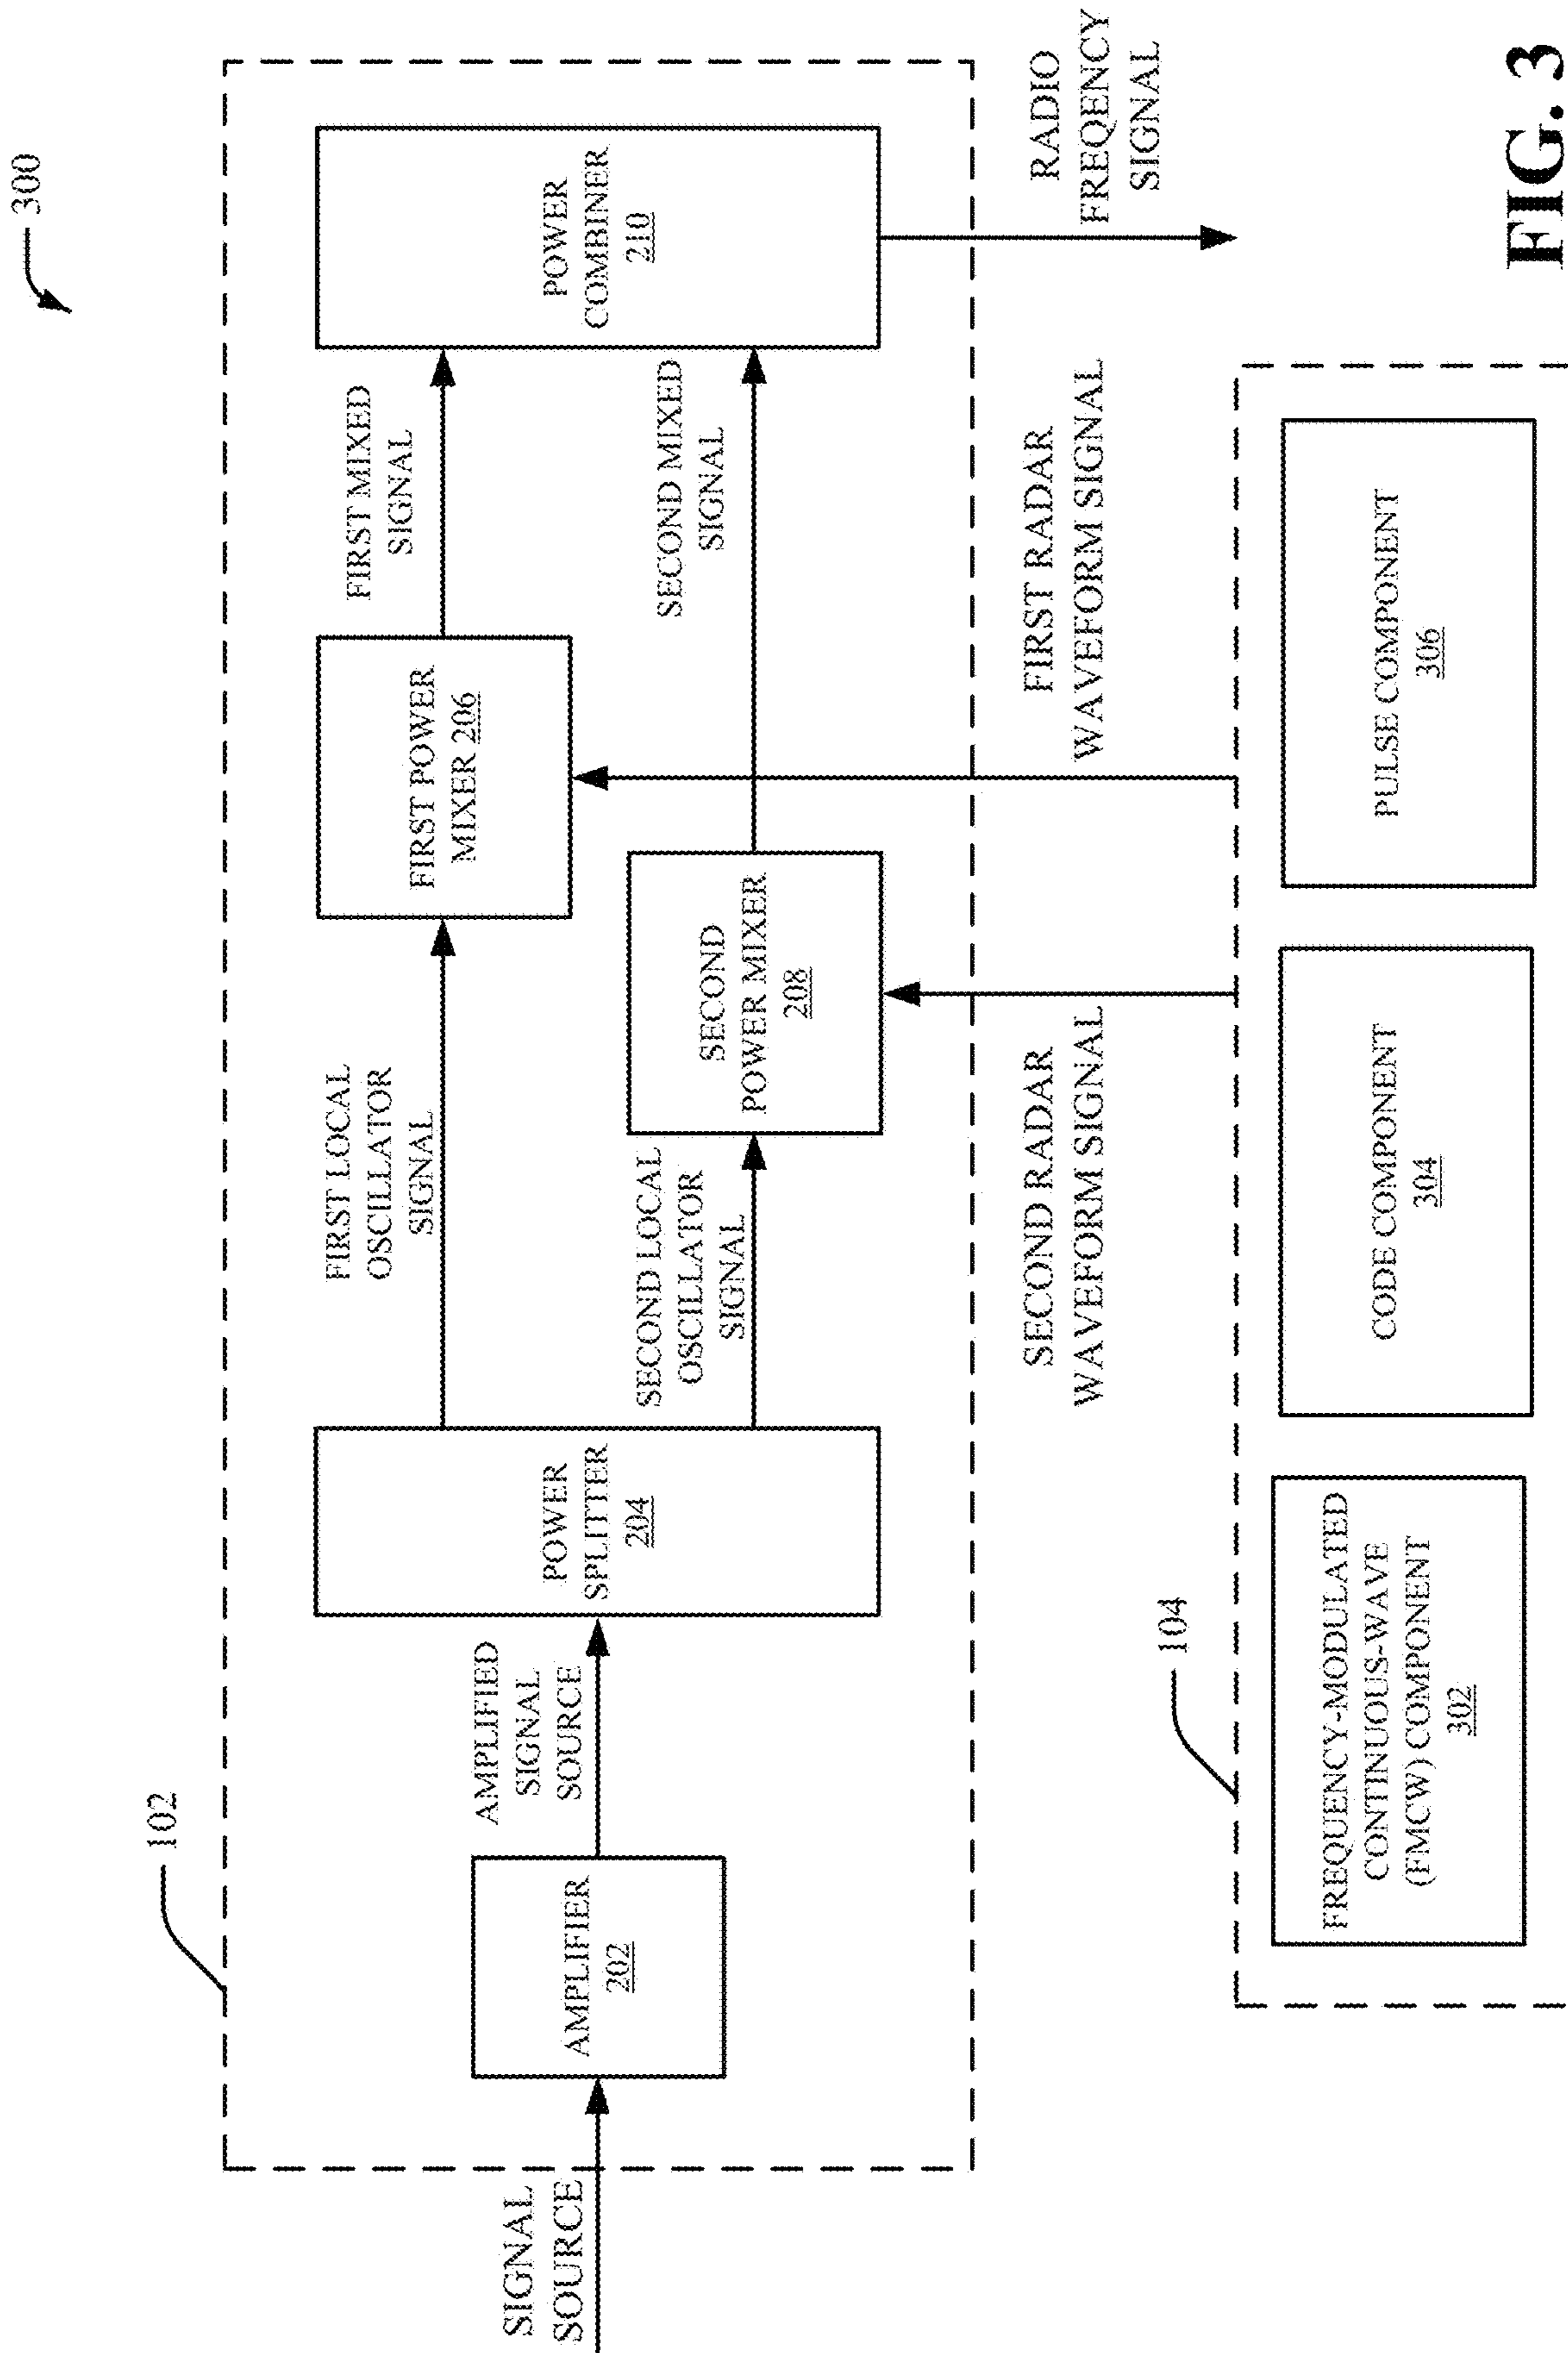 300
102
SIGNAL
SOURCE
AMPLIFIER
202
AMPLIFIED
SIGNAL
SOURCE
POWER
SPLITTER
204
FIRST LOCAL
OSCILLATOR
SIGNAL
SECOND LOCAL
OSCILLATOR
SIGNAL
FIRST POWER
MIXER 206
SECOND
POWER MIXER
208
FIRST MIXED
SIGNAL
SECOND MIXED
SIGNAL
POWER
COMBINER
210
SECOND RADAR
WAVEFORM SIGNAL
FIRST RADAR
WAVEFORM SIGNAL
RADIO
FREQENCY
SIGNAL
104
FREQUENCY-MODULATED
CONTINUOUS-WAVE
(FMCW) COMPONENT
302
CODE COMPONENT
304
PULSE COMPONENT
306
FIG. 3